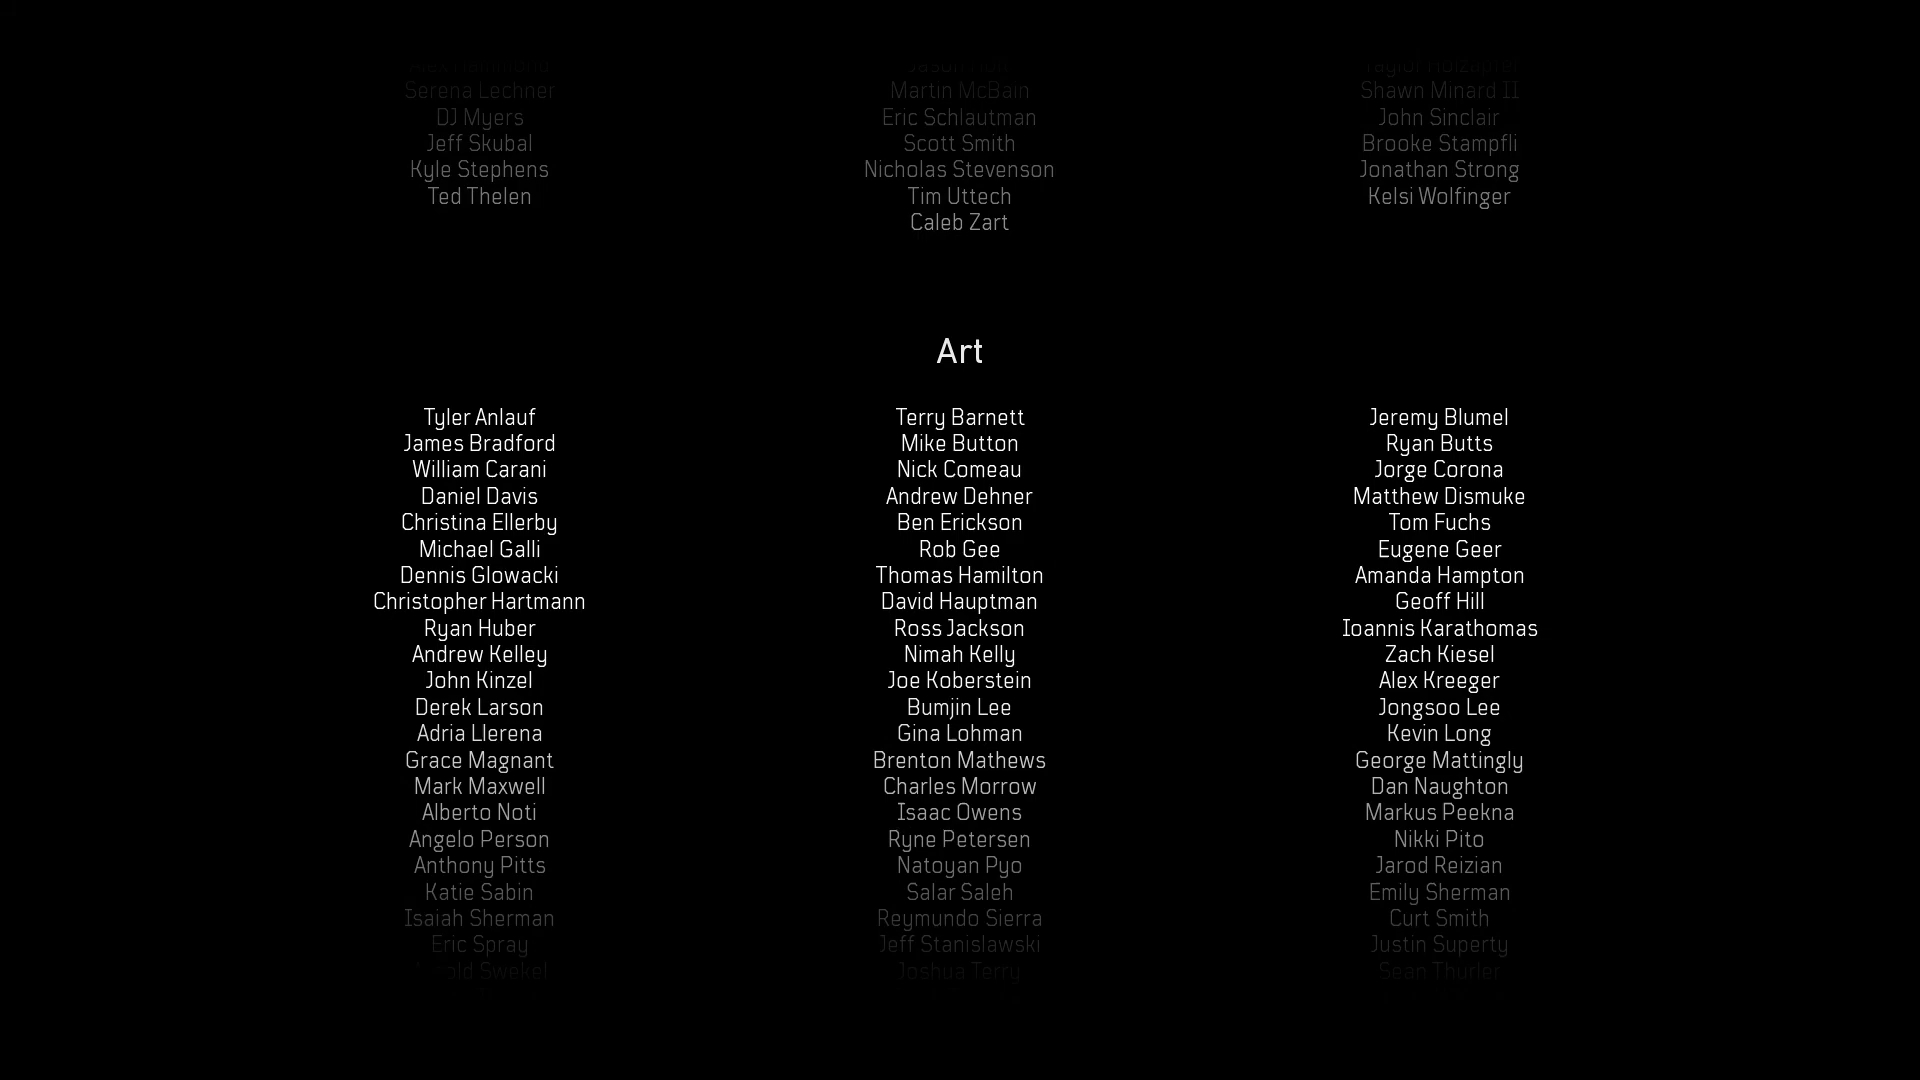 Alex Hammond
Serena Lechner Martin McBain Shawn Minard II
DJ Myers Eric Schlautman John Sinclair
Jeff Skubal Scott Smith Brooke Stampfli
Kyle Stephens Nicholas Stevenson Jonathan Strong
Ted Thelen Tim Uttech Kelsi Wolfinger
Caleb Zart
Art
Tyler Anlauf Terry Barnett Jeremy Blumel
James Bradford Mike Button Ryan Butts
William Carani Nick Comeau Jorge Corona
Daniel Davis Andrew Dehner Matthew Dismuke
Christina Ellerby Ben Erickson Tom Fuchs
Michael Galli Rob Gee Eugene Geer
Dennis Glowacki Thomas Hamilton Amanda Hampton
Christopher Hartmann David Hauptman Geoff Hill
Ryan Huber Ross Jackson Ioannis Karathomas
Andrew Kelley Nimah Kelly Zach Kiesel
John Kinzel Joe Koberstein Alex Kreeger
Derek Larson Bumjin Lee Jongsoo Lee
Adria Llerena Gina Lohman Kevin Long
Grace Magnant Brenton Mathews George Mattingly
Mark Maxwell Charles Morrow Dan Naughton
Alberto Noti Isaac Owens Markus Peekna
Angelo Person Ryne Petersen Nikki Pito
Anthony Pitts Natoyan Pyo Jarod Reizian
Katie Sabin Salar Saleh Emily Sherman
Isaiah Sherman Reymundo Sierra Curt Smith
Eric Spray Jeff Stanislawski Justin Superty
Swekel Joshua Terry Sean Thurler